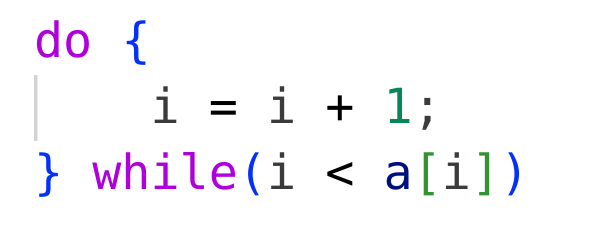 do {
    i = i + 1;
} while(i < a[i])